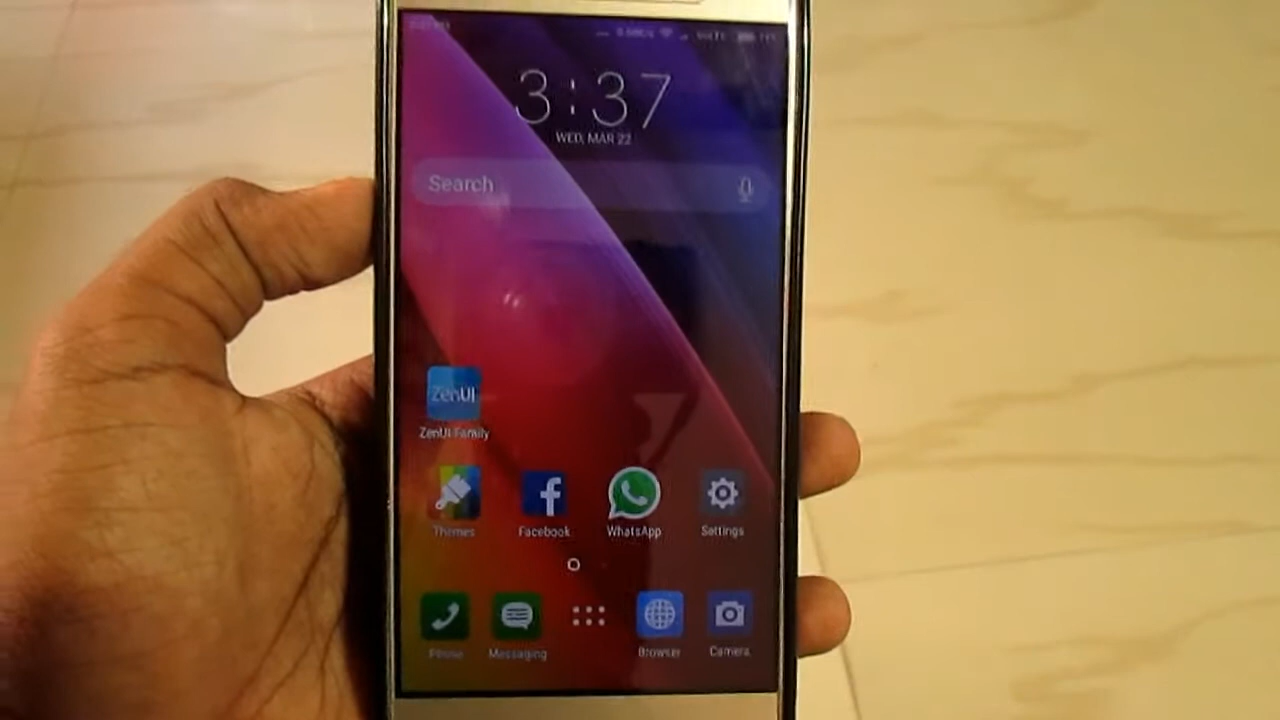 3:37
WED, MAR 22
Search
ZenUI
ZenUI Family
Themes
Facebook
WhatsApp
Settings
Phone
Messaging
Browser
Camera